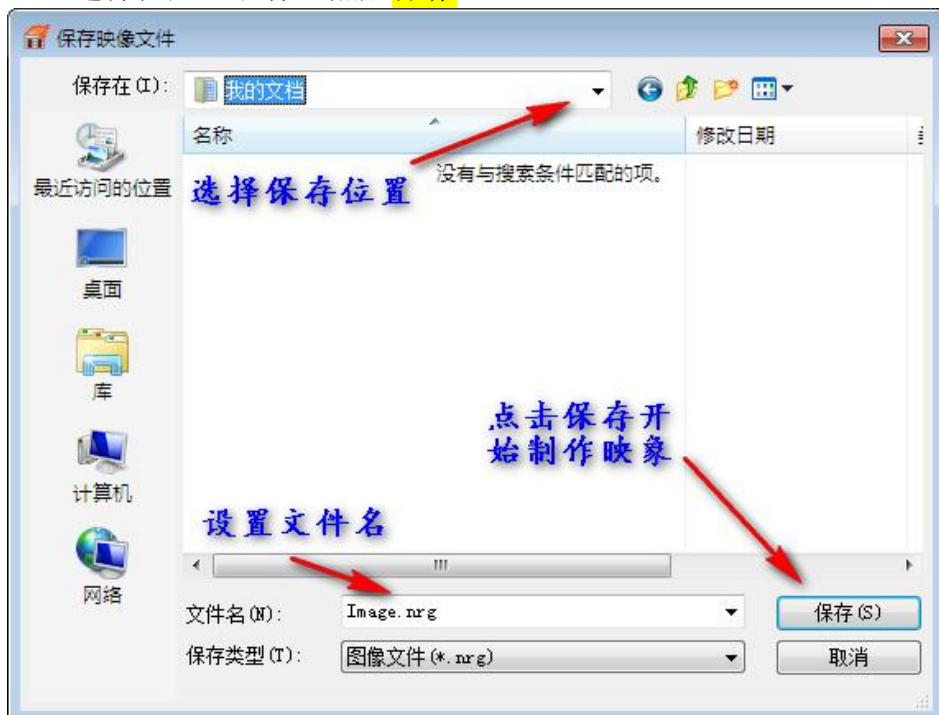 保存映像文件
保存在(I):
我的文档
名称
修改日期
没有与搜索条件匹配的项。
最近访问的位置
选择保存位置
桌面
库
点击保存开
始制作映象
计算机
设置文件名
网络
文件名(N):
Image.nrg
保存(S)
保存类型(T):
图像文件(*.nrg)
取消